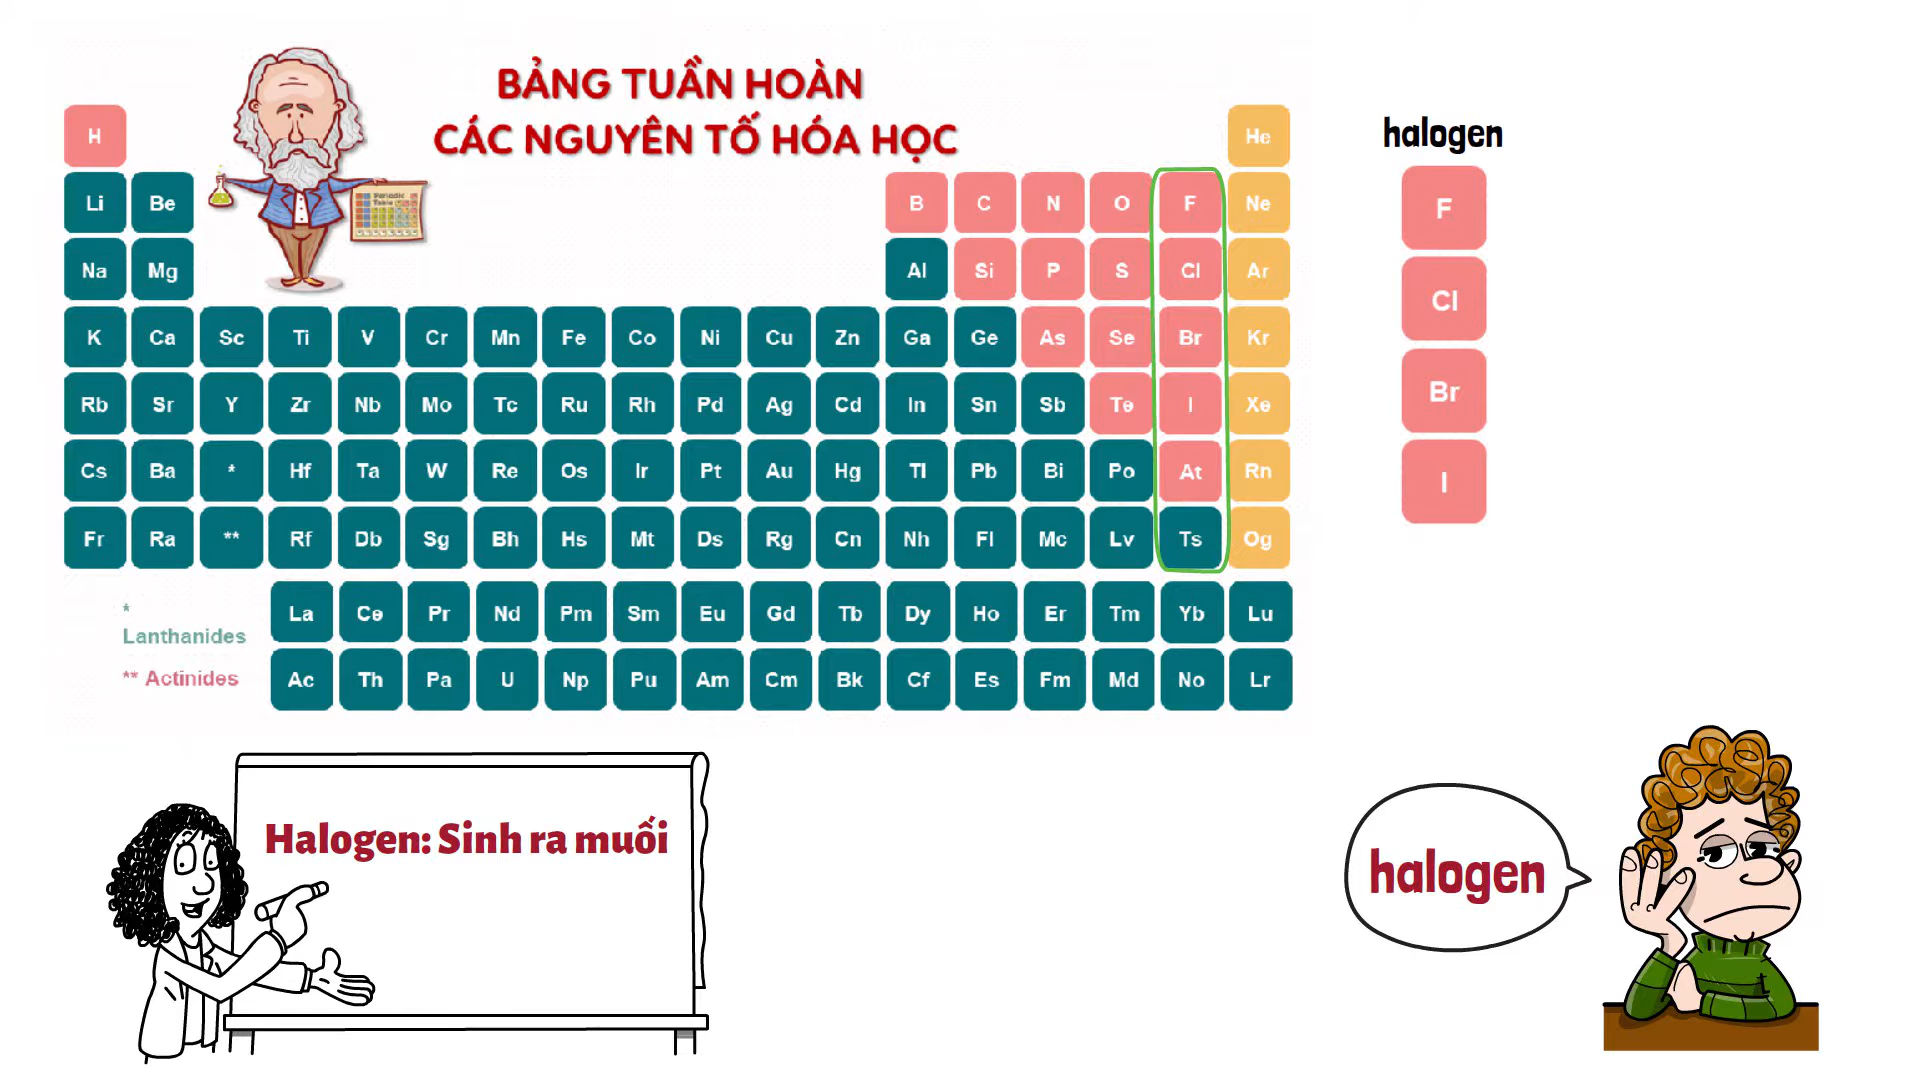 BẢNG TUẦN HOÀN
CÁC NGUYÊN TỐ HÓA HỌC
H He
Li Be B C N O F Ne
Na Mg Al Si P S Cl Ar
K Ca Sc Ti V Cr Mn Fe Co Ni Cu Zn Ga Ge As Se Br Kr
Rb Sr Y Zr Nb Mo Tc Ru Rh Pd Ag Cd In Sn Sb Te I Xe
Cs Ba * Hf Ta W Re Os Ir Pt Au Hg Tl Pb Bi Po At Rn
Fr Ra ** Rf Db Sg Bh Hs Mt Ds Rg Cn Nh Fl Mc Lv Ts Og
*
Lanthanides
La Ce Pr Nd Pm Sm Eu Gd Tb Dy Ho Er Tm Yb Lu
** Actinides
Ac Th Pa U Np Pu Am Cm Bk Cf Es Fm Md No Lr
Periodic
Table
halogen
F
Cl
Br
I
Halogen: Sinh ra muối
halogen